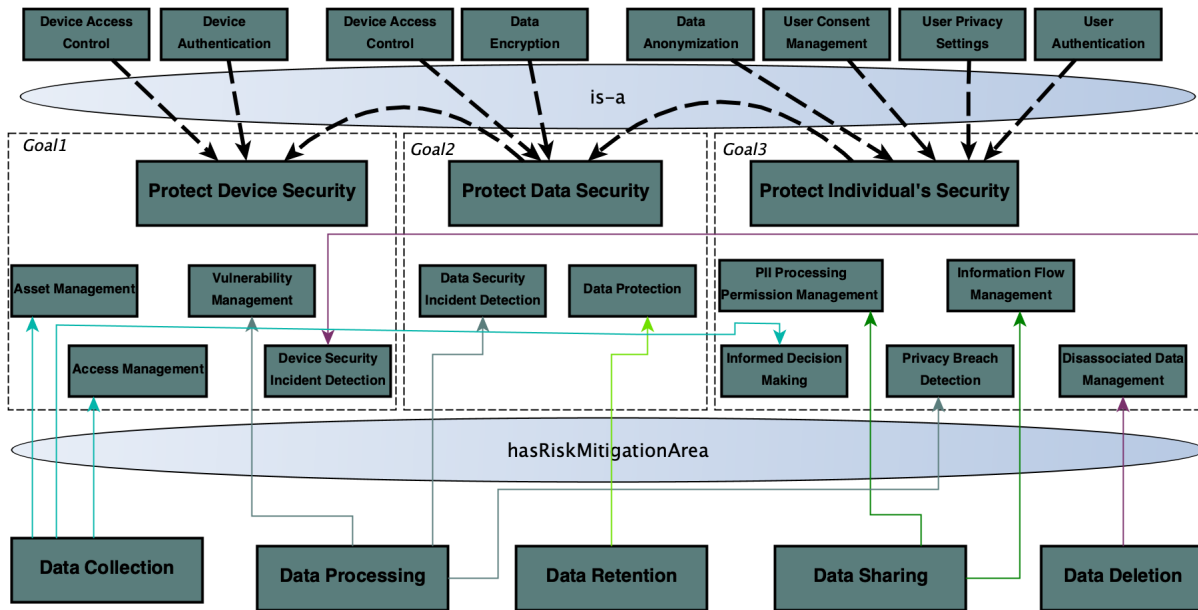 Device Access
Control
Device
Authentication
Device Access
Control
Data
Encryption
Data
Anonymization
User Consent
Management
User Privacy
Settings
User
Authentication
is-a
Goal1
Goal2
Goal3
Protect Device Security
Protect Data Security
Protect Individual's Security
Asset Management
Vulnerability
Management
Data Security
Incident Detection
Data Protection
PII Processing
Permission Management
Information Flow
Management
Access Management
Device Security
Incident Detection
Informed Decision
Making
Privacy Breach
Detection
Disassociated Data
Management
hasRiskMitigationArea
Data Collection
Data Processing
Data Retention
Data Sharing
Data Deletion